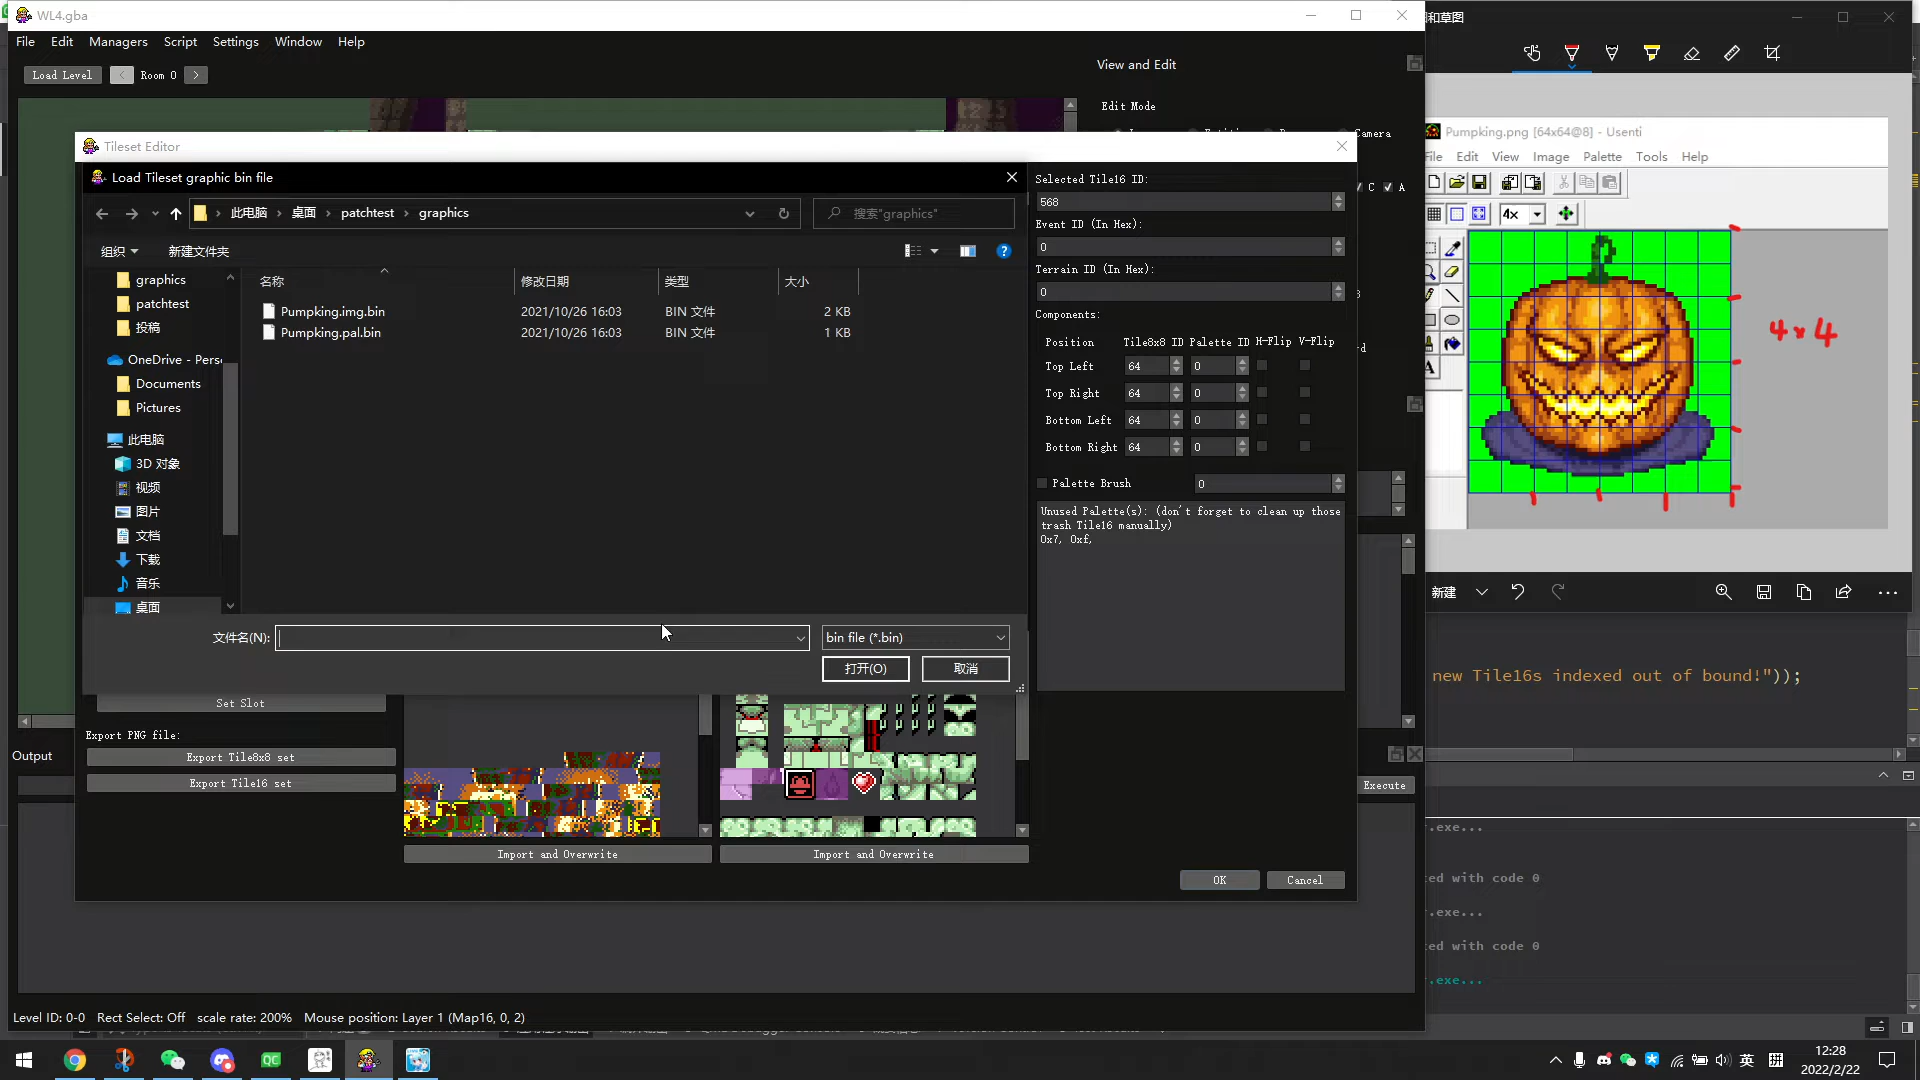 WL4.gba
File Edit Managers Script Settings Window Help
Load Level < Room 0 >
View and Edit
Edit Mode
Camera
C A
Tileset Editor
Load Tileset graphic bin file
此电脑 桌面 patchtest graphics
搜索"graphics"
组织 新建文件夹
graphics
patchtest
投稿
OneDrive - Pers
Documents
Pictures
此电脑
3D 对象
视频
图片
文档
下载
音乐
桌面
名称 修改日期 类型 大小
Pumpking.img.bin 2021/10/26 16:03 BIN 文件 2 KB
Pumpking.pal.bin 2021/10/26 16:03 BIN 文件 1 KB
文件名(N): bin file (*.bin)
打开(O) 取消
Selected Tile16 ID:
568
Event ID (In Hex):
0
Terrain ID (In Hex):
0
Components:
Position Tile8x8 ID Palette ID H-Flip V-Flip
Top Left 64 0
Top Right 64 0
Bottom Left 64 0
Bottom Right 64 0
Palette Brush 0
Unused Palette(s): (don't forget to clean up those
trash Tile16 manually)
0x7, 0xf,
Set Slot
Export PNG file:
Export Tile8x8 set
Export Tile16 set
Import and Overwrite Import and Overwrite
OK Cancel
Output
Execute
Level ID: 0-0 Rect Select: Off scale rate: 200% Mouse position: Layer 1 (Map16, 0, 2)
和草图
Pumpking.png [64x64@8] - Usenti
File Edit View Image Palette Tools Help
4x
A
4×4
新建
new Tile16s indexed out of bound!"));
.exe...
ed with code 0
.exe...
ed with code 0
.exe...
QC
英
12:28
2022/2/22